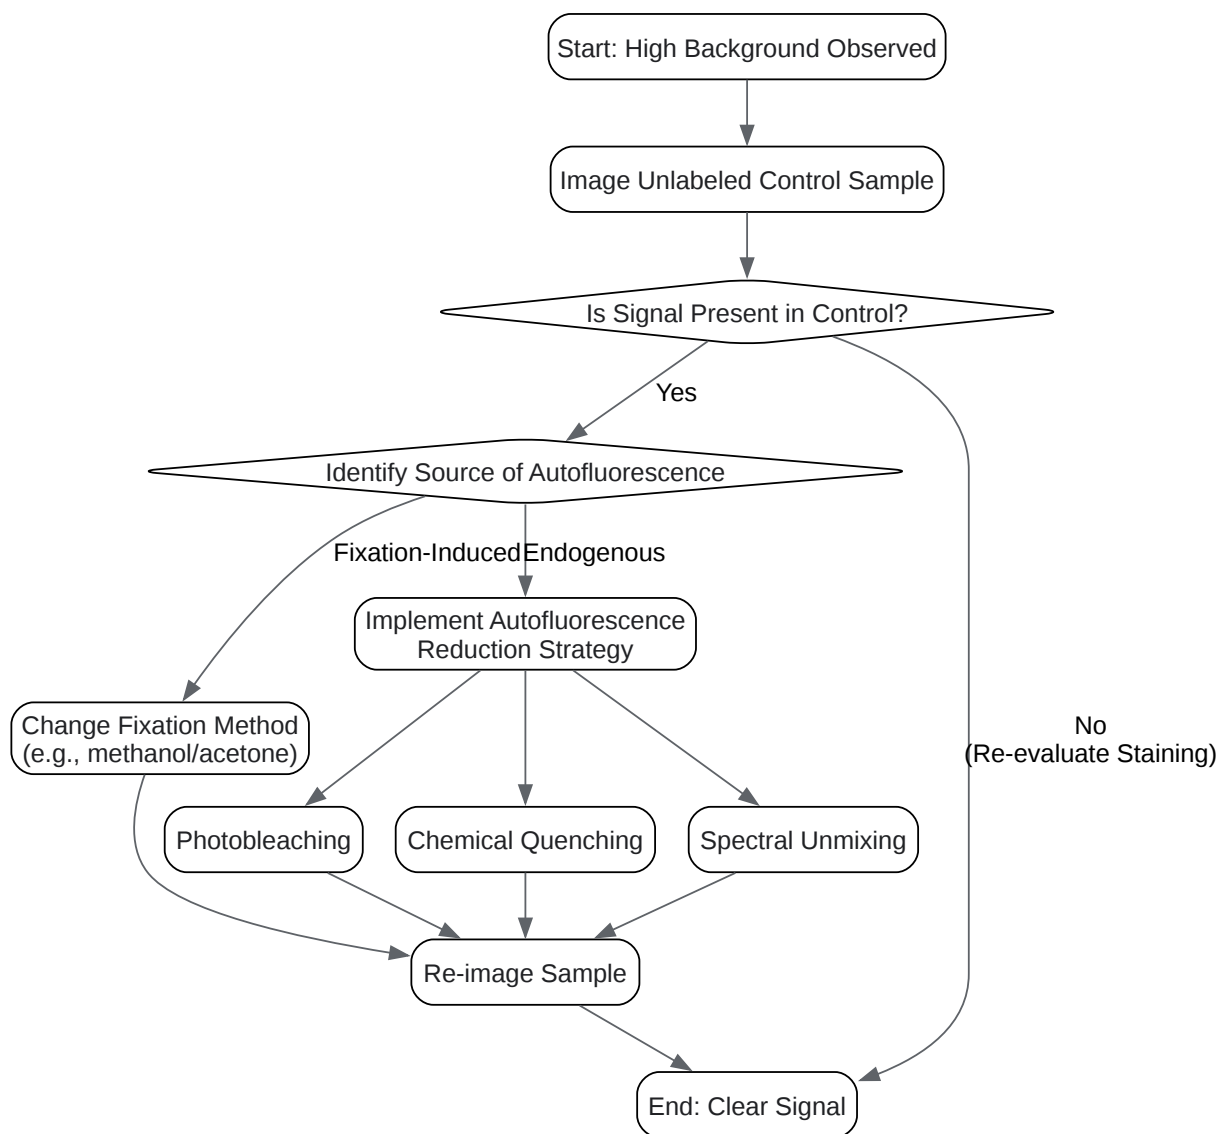 Start: High Background Observed
Image Unlabeled Control Sample
Is Signal Present in Control?
Yes
Identify Source of Autofluorescence
Fixation-Induced
Endogenous
Implement Autofluorescence
Reduction Strategy
Change Fixation Method
(e.g., methanol/acetone)
No
(Re-evaluate Staining)
Photobleaching
Chemical Quenching
Spectral Unmixing
Re-image Sample
End: Clear Signal